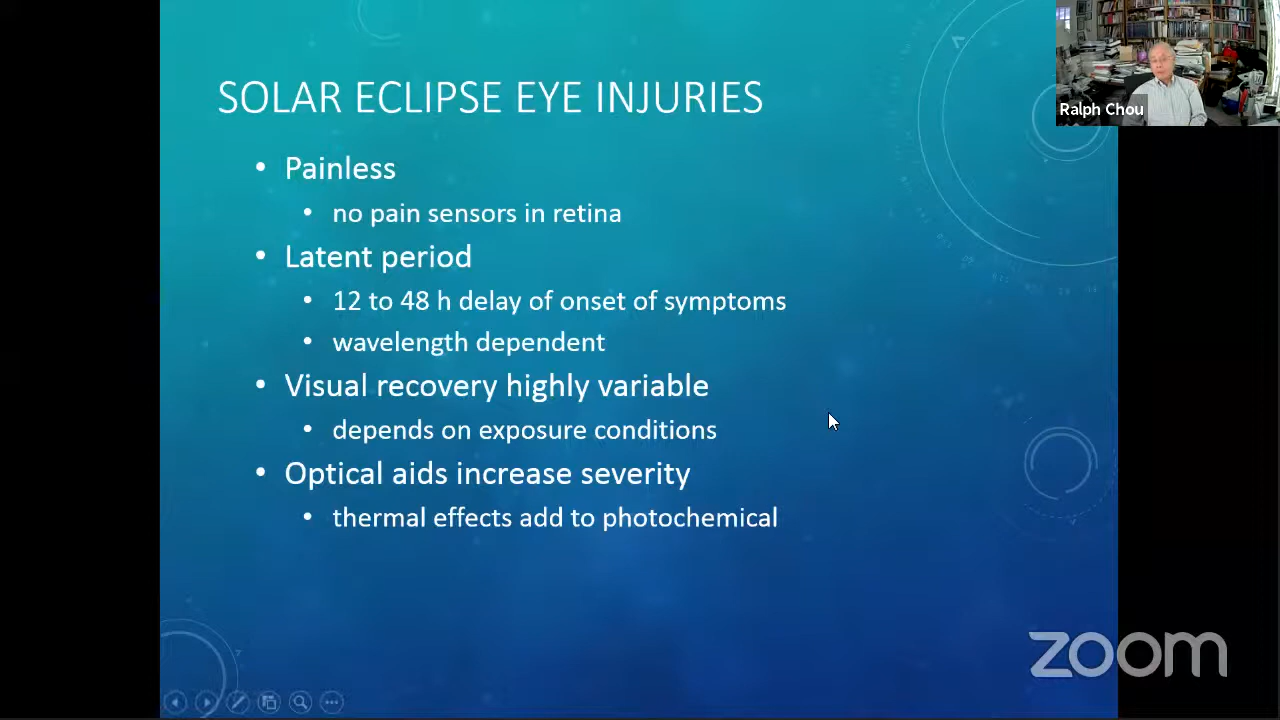 SOLAR ECLIPSE EYE INJURIES
Ralph Chou
• Painless
• no pain sensors in retina
• Latent period
• 12 to 48 h delay of onset of symptoms
• wavelength dependent
• Visual recovery highly variable
• depends on exposure conditions
• Optical aids increase severity
• thermal effects add to photochemical
zoom